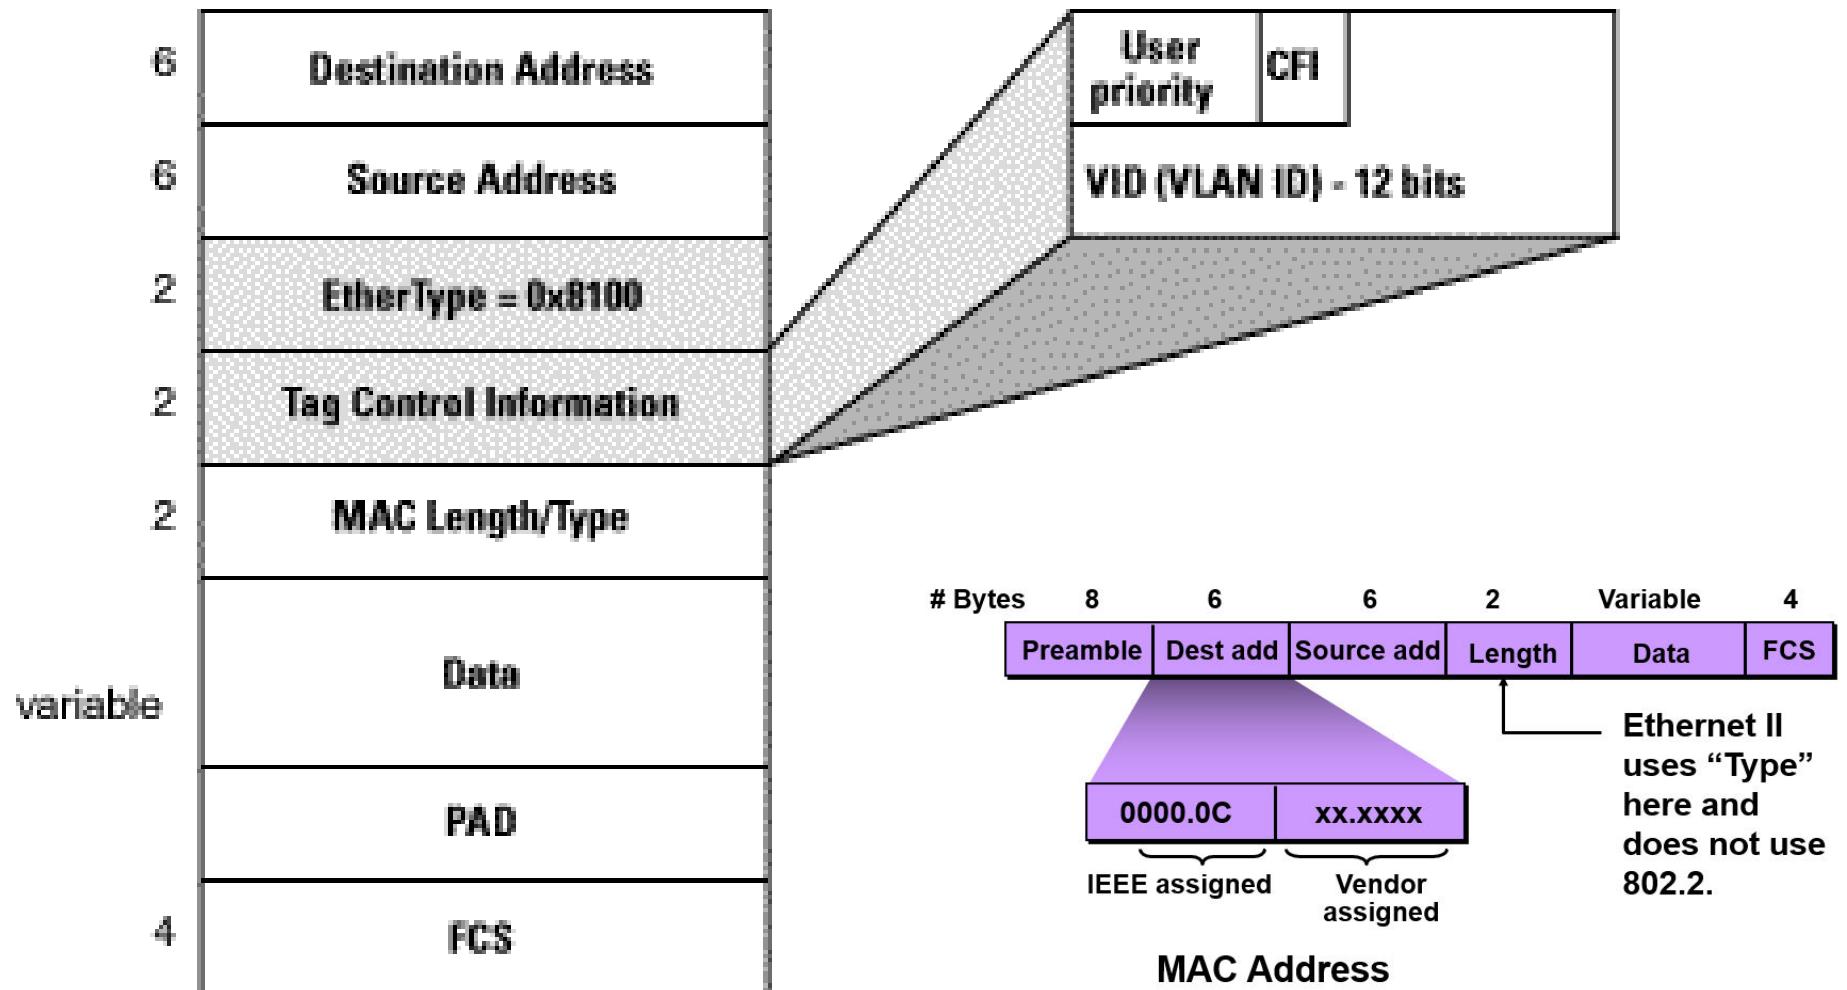 6
Destination Address
6
Source Address
2
EtherType = 0x8100
2
Tag Control Information
2
MAC Length/Type
variable
Data
PAD
4
FCS
User
priority
CFI
VID (VLAN ID) - 12 bits
# Bytes 8 6 6 2 Variable 4
Preamble Dest add Source add Length Data FCS
0000.0C xx.xxxx
IEEE assigned
Vendor
assigned
Ethernet II
uses “Type”
here and
does not use
802.2.
MAC Address